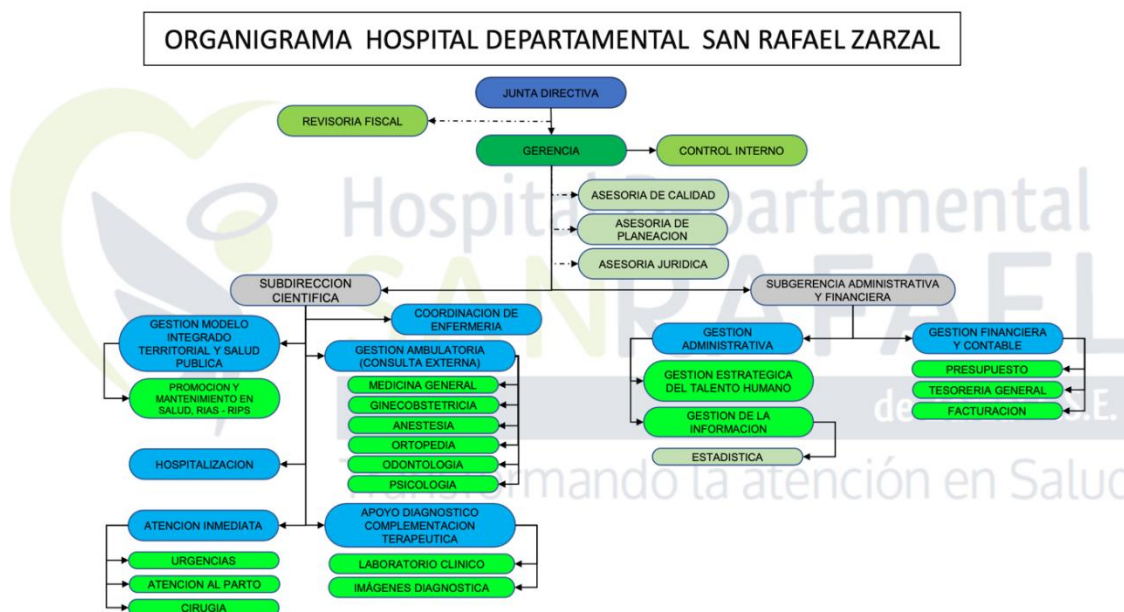 ORGANIGRAMA HOSPITAL DEPARTAMENTAL SAN RAFAEL ZARZAL
JUNTA DIRECTIVA
REVISORIA FISCAL
GERENCIA
CONTROL INTERNO
ASESORIA DE CALIDAD
ASESORIA DE
PLANEACION
ASESORIA JURIDICA
SUBDIRECCION
CIENTIFICA
SUBGERENCIA ADMINISTRATIVA
Y FINANCIERA
COORDINACION DE
ENFERMERIA
GESTION MODELO
INTEGRADO
TERRITORIAL Y SALUD
PUBLICA
PROMOCION Y
MANTENIMIENTO EN
SALUD, RIAS - RIPS
GESTION AMBULATORIA
(CONSULTA EXTERNA)
MEDICINA GENERAL
GINECOBSTETRICIA
ANESTESIA
ORTOPEDIA
ODONTOLOGIA
PSICOLOGIA
HOSPITALIZACION
ATENCION INMEDIATA
URGENCIAS
ATENCION AL PARTO
CIRUGIA
APOYO DIAGNOSTICO
COMPLEMENTACION
TERAPEUTICA
LABORATORIO CLINICO
IMÁGENES DIAGNOSTICA
GESTION
ADMINISTRATIVA
GESTION ESTRATEGICA
DEL TALENTO HUMANO
GESTION DE LA
INFORMACION
ESTADISTICA
GESTION FINANCIERA
Y CONTABLE
PRESUPUESTO
TESORERIA GENERAL
FACTURACION
Hospital Departamental
SAN RAFAEL
de
S.E.
Transformando la atención en Salud